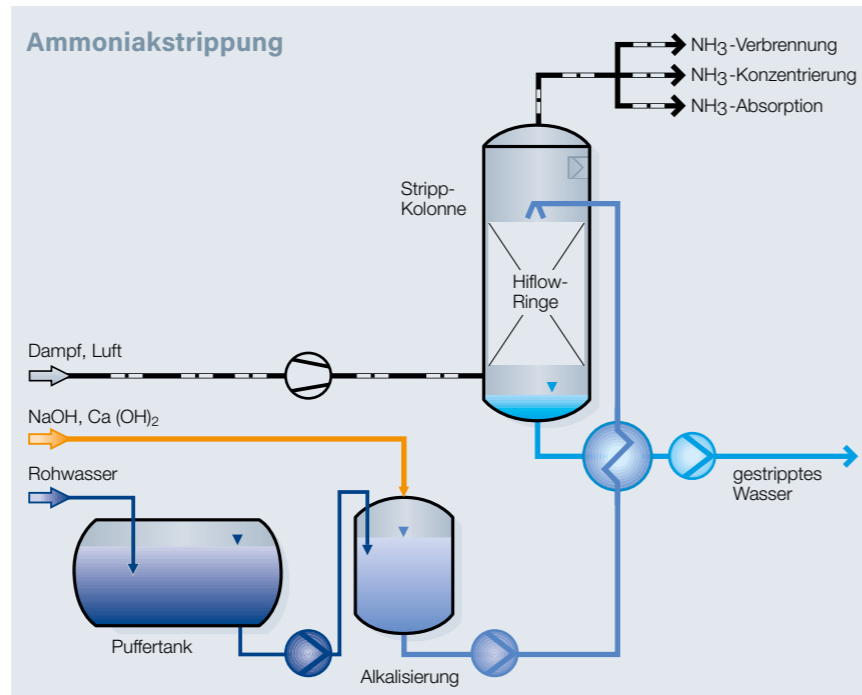 Ammoniakstrippung
NH3-Verbrennung
NH3-Konzentrierung
NH3-Absorption
Stripp-
Kolonne
Hiflow-
Ringe
Dampf, Luft
NaOH, Ca (OH)2
Rohwasser
gestripptes
Wasser
Puffertank
Alkalisierung